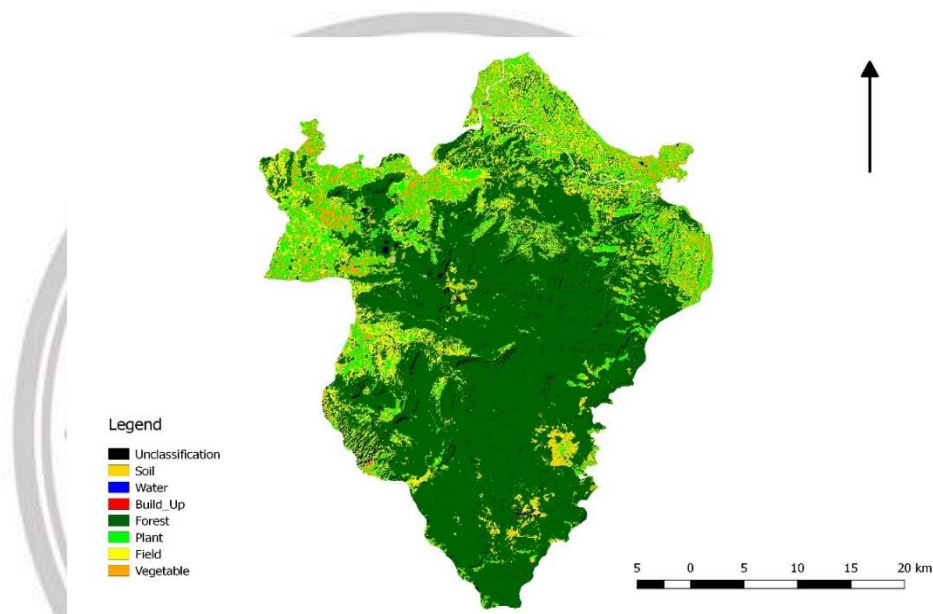 Legend
Unclassification
Soil
Water
Build_Up
Forest
Plant
Field
Vegetable
5 0 5 10 15 20 km